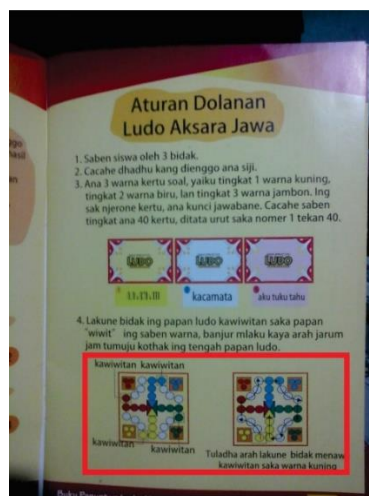 Aturan Dolanan
Ludo Aksara Jawa
1. Saben siswa oleh 3 bidak.
2. Cacahe dhadhu kang dienggo ana siji.
3. Ana 3 warna kertu soal, yaiku tingkat 1 warna kuning,
tingkat 2 warna biru, lan tingkat 3 warna jambon. Ing
sak njerone kertu, ana kunci jawabane. Cacahe saben
tingkat ana 40 kertu, ditata urut saka nomer 1 tekan 40.
LUDO LUDO LUDO
kacamata aku tuku tahu
4. Lakune bidak ing papan ludo kawiwitan saka papan
"wiwit" ing saben warna, banjur mlaku kaya arah jarum
jam tumuju kothak ing tengah papan ludo.
kawiwitan kawiwitan
kawiwitan kawiwitan
Tuladha arah lakune bidak menaw
kawiwitan saka warna kuning